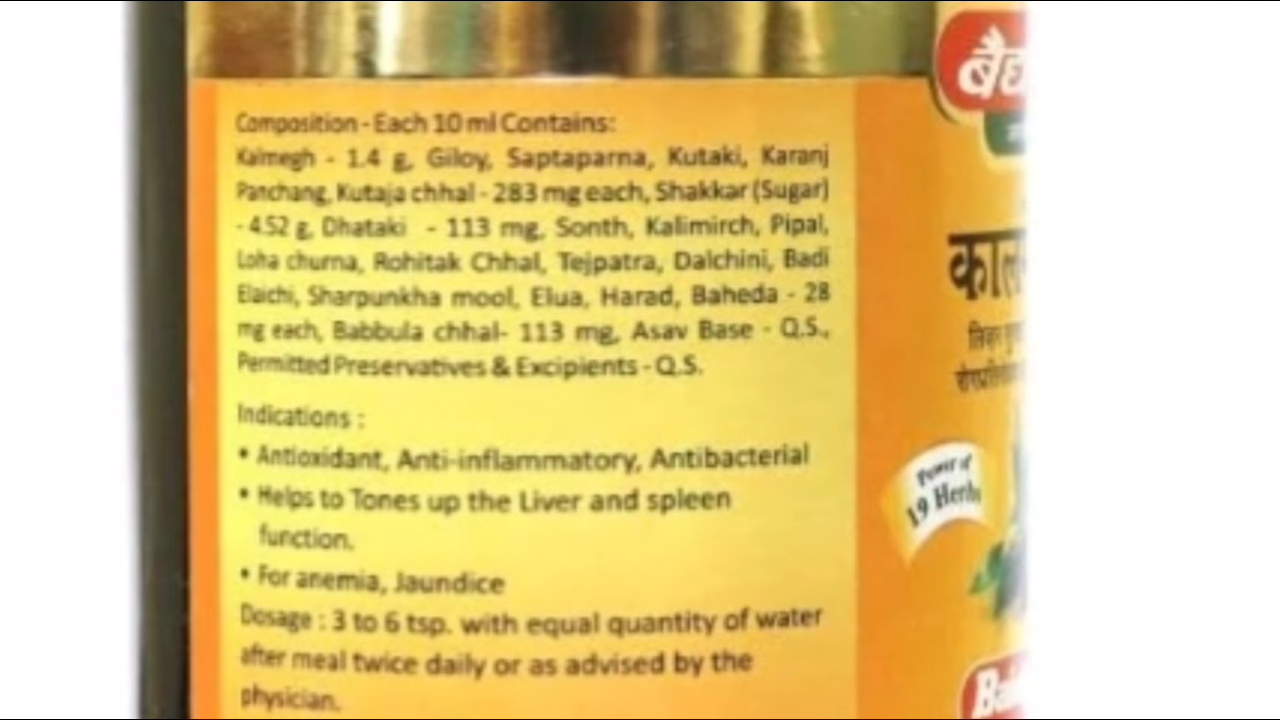 Composition - Each 10 ml Contains:
Kalmegh - 1.4 g, Giloy, Saptaparna, Kutaki, Karanj
Panchang, Kutaja chhal - 283 mg each, Shakkar (Sugar)
- 4.52 g, Dhataki - 113 mg, Sonth, Kalimirch, Pipal,
Loha churna, Rohitak Chhal, Tejpatra, Dalchini, Badi
Elaichi, Sharpunkha mool, Elua, Harad, Baheda - 28
mg each, Babbula chhal- 113 mg, Asav Base - Q.S.,
Permitted Preservatives & Excipients - Q.S.
Indications :
• Antioxidant, Anti-inflammatory, Antibacterial
• Helps to Tones up the Liver and spleen
function.
• For anemia, Jaundice
Dosage : 3 to 6 tsp. with equal quantity of water
after meal twice daily or as advised by the
physician.
बैद्य
काल
लिवर
Power of
19 Herbs
Bai